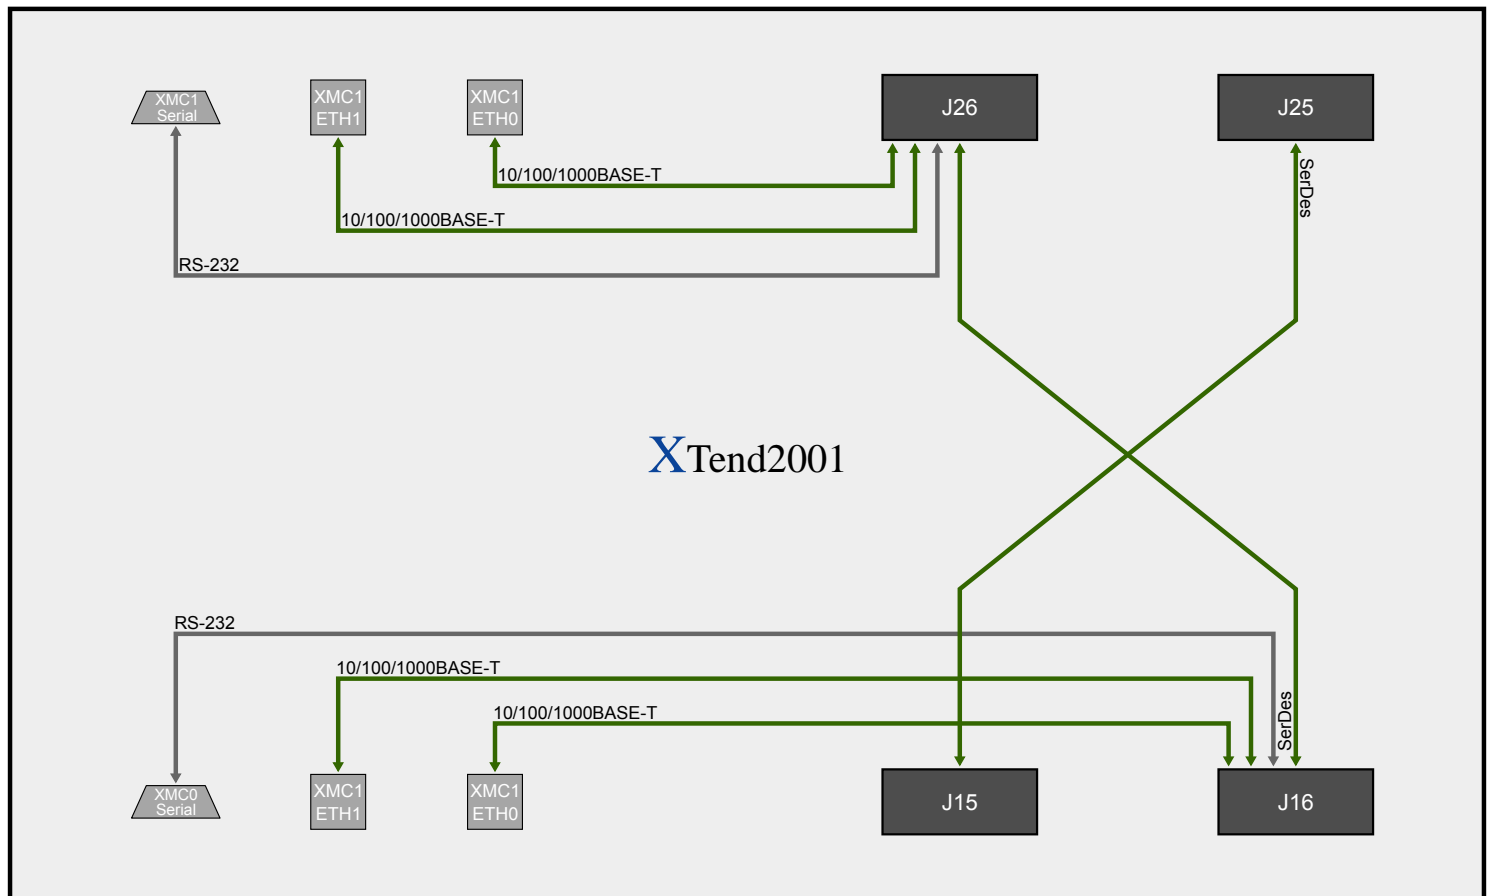 XMC1
Serial
XMC1
ETH1
XMC1
ETH0
J26
J25
10/100/1000BASE-T
SerDes
10/100/1000BASE-T
RS-232
XTend2001
RS-232
10/100/1000BASE-T
10/100/1000BASE-T
SerDes
XMC0
Serial
XMC1
ETH1
XMC1
ETH0
J15
J16